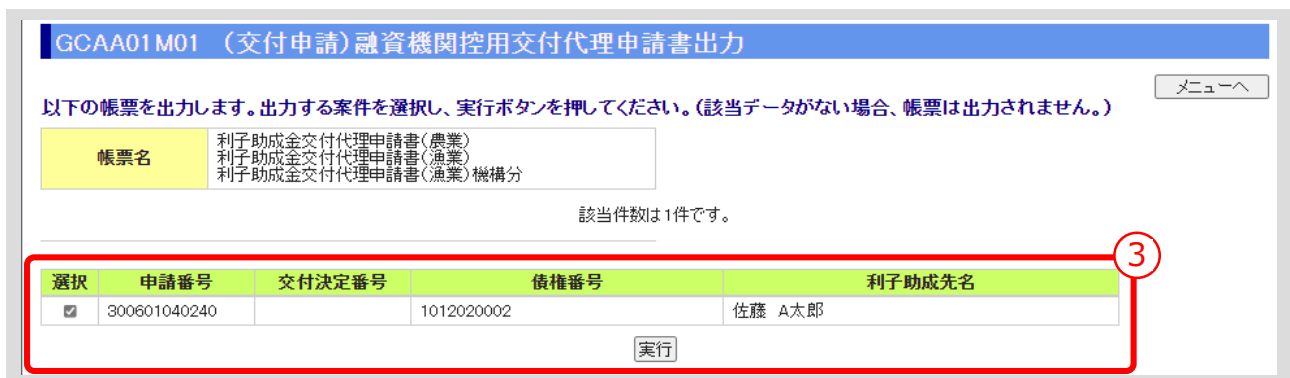 GCAA01M01 (交付申請)融資機関控用交付代理申請書出力
メニューへ
以下の帳票を出力します。出力する案件を選択し、実行ボタンを押してください。(該当データがない場合、帳票は出力されません。)
帳票名
利子助成金交付代理申請書(農業)
利子助成金交付代理申請書(漁業)
利子助成金交付代理申請書(漁業)機構分
該当件数は1件です。
③
選択 申請番号 交付決定番号 債権番号 利子助成先名
300601040240 1012020002 佐藤 A太郎
実行